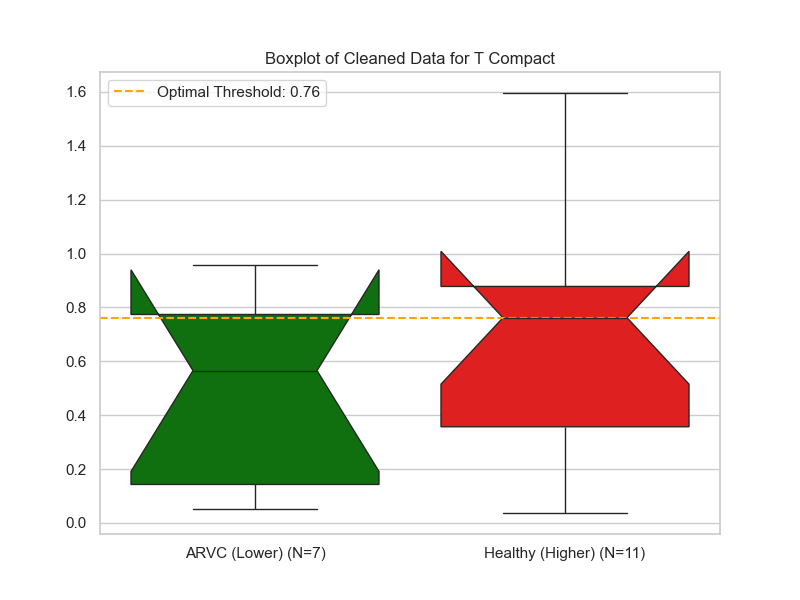 Boxplot of Cleaned Data for T Compact
Optimal Threshold: 0.76
1.6
1.4
1.2
1.0
0.8
0.6
0.4
0.2
0.0
ARVC (Lower) (N=7)
Healthy (Higher) (N=11)